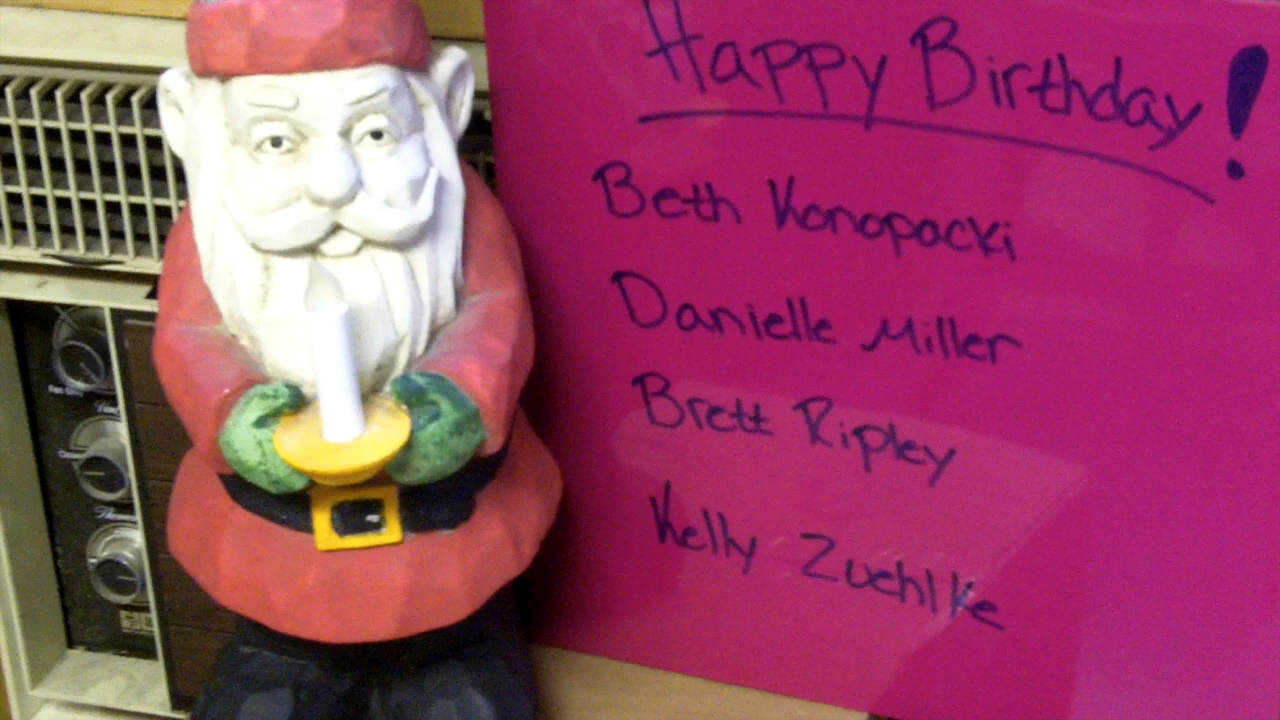 Happy Birthday!
Beth Konopacki
Danielle Miller
Brett Ripley
Kelly Zuehlke